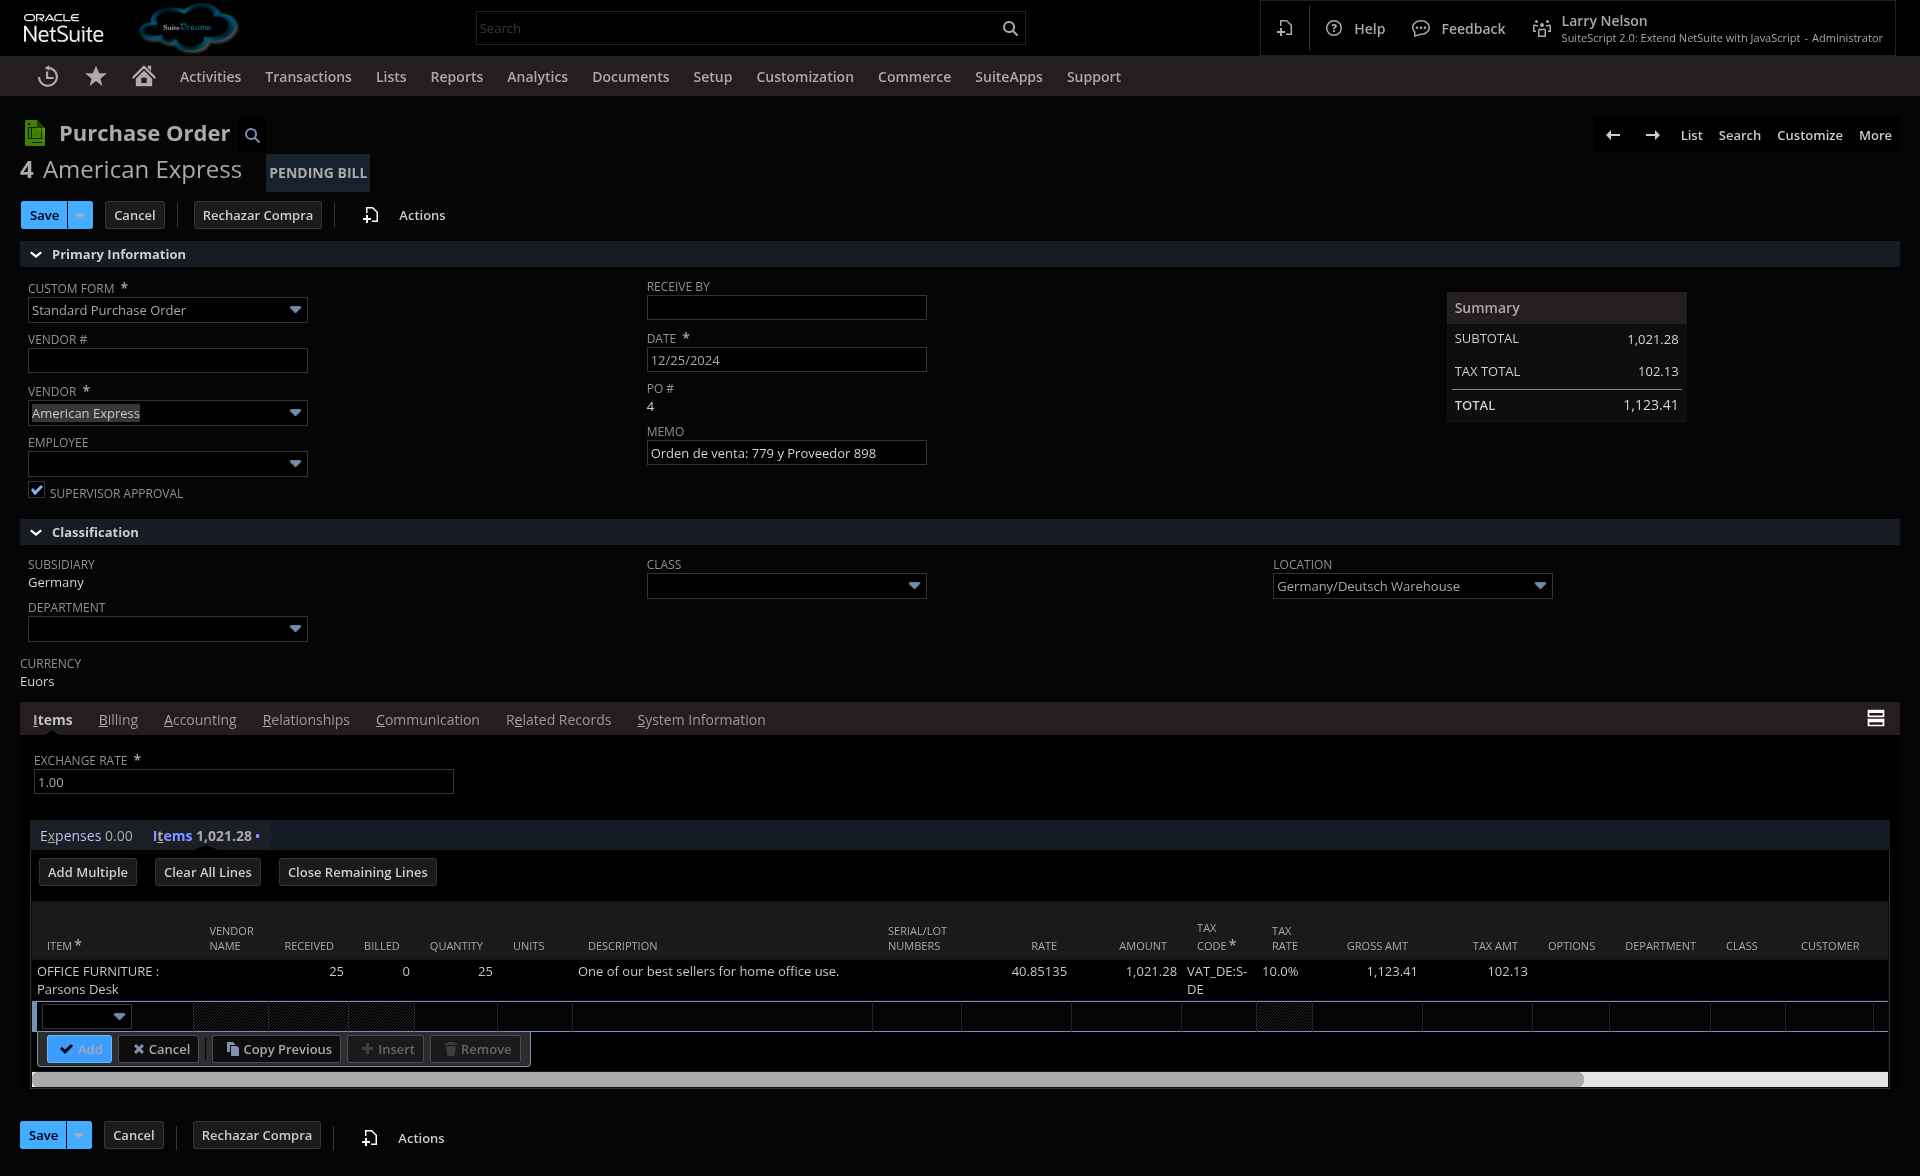 ORACLE
NetSuite
SuiteDreams
Search
Help
Feedback
Larry Nelson
SuiteScript 2.0: Extend NetSuite with JavaScript - Administrator
Activities Transactions Lists Reports Analytics Documents Setup Customization Commerce SuiteApps Support
Purchase Order
List Search Customize More
4 American Express PENDING BILL
Save Cancel Rechazar Compra Actions
Primary Information
CUSTOM FORM *
Standard Purchase Order
VENDOR #
VENDOR *
American Express
EMPLOYEE
SUPERVISOR APPROVAL
RECEIVE BY
DATE *
12/25/2024
PO #
4
MEMO
Orden de venta: 779 y Proveedor 898
Summary
SUBTOTAL 1,021.28
TAX TOTAL 102.13
TOTAL 1,123.41
Classification
SUBSIDIARY
Germany
DEPARTMENT
CLASS
LOCATION
Germany/Deutsch Warehouse
CURRENCY
Euors
Items Billing Accounting Relationships Communication Related Records System Information
EXCHANGE RATE *
1.00
Expenses 0.00 Items 1,021.28 •
Add Multiple Clear All Lines Close Remaining Lines
ITEM * VENDOR NAME RECEIVED BILLED QUANTITY UNITS DESCRIPTION SERIAL/LOT NUMBERS RATE AMOUNT TAX CODE * TAX RATE GROSS AMT TAX AMT OPTIONS DEPARTMENT CLASS CUSTOMER
OFFICE FURNITURE : 25 0 25 One of our best sellers for home office use. 40.85135 1,021.28 VAT_DE:S- 10.0% 1,123.41 102.13
Parsons Desk DE
Add Cancel Copy Previous Insert Remove
Save Cancel Rechazar Compra Actions